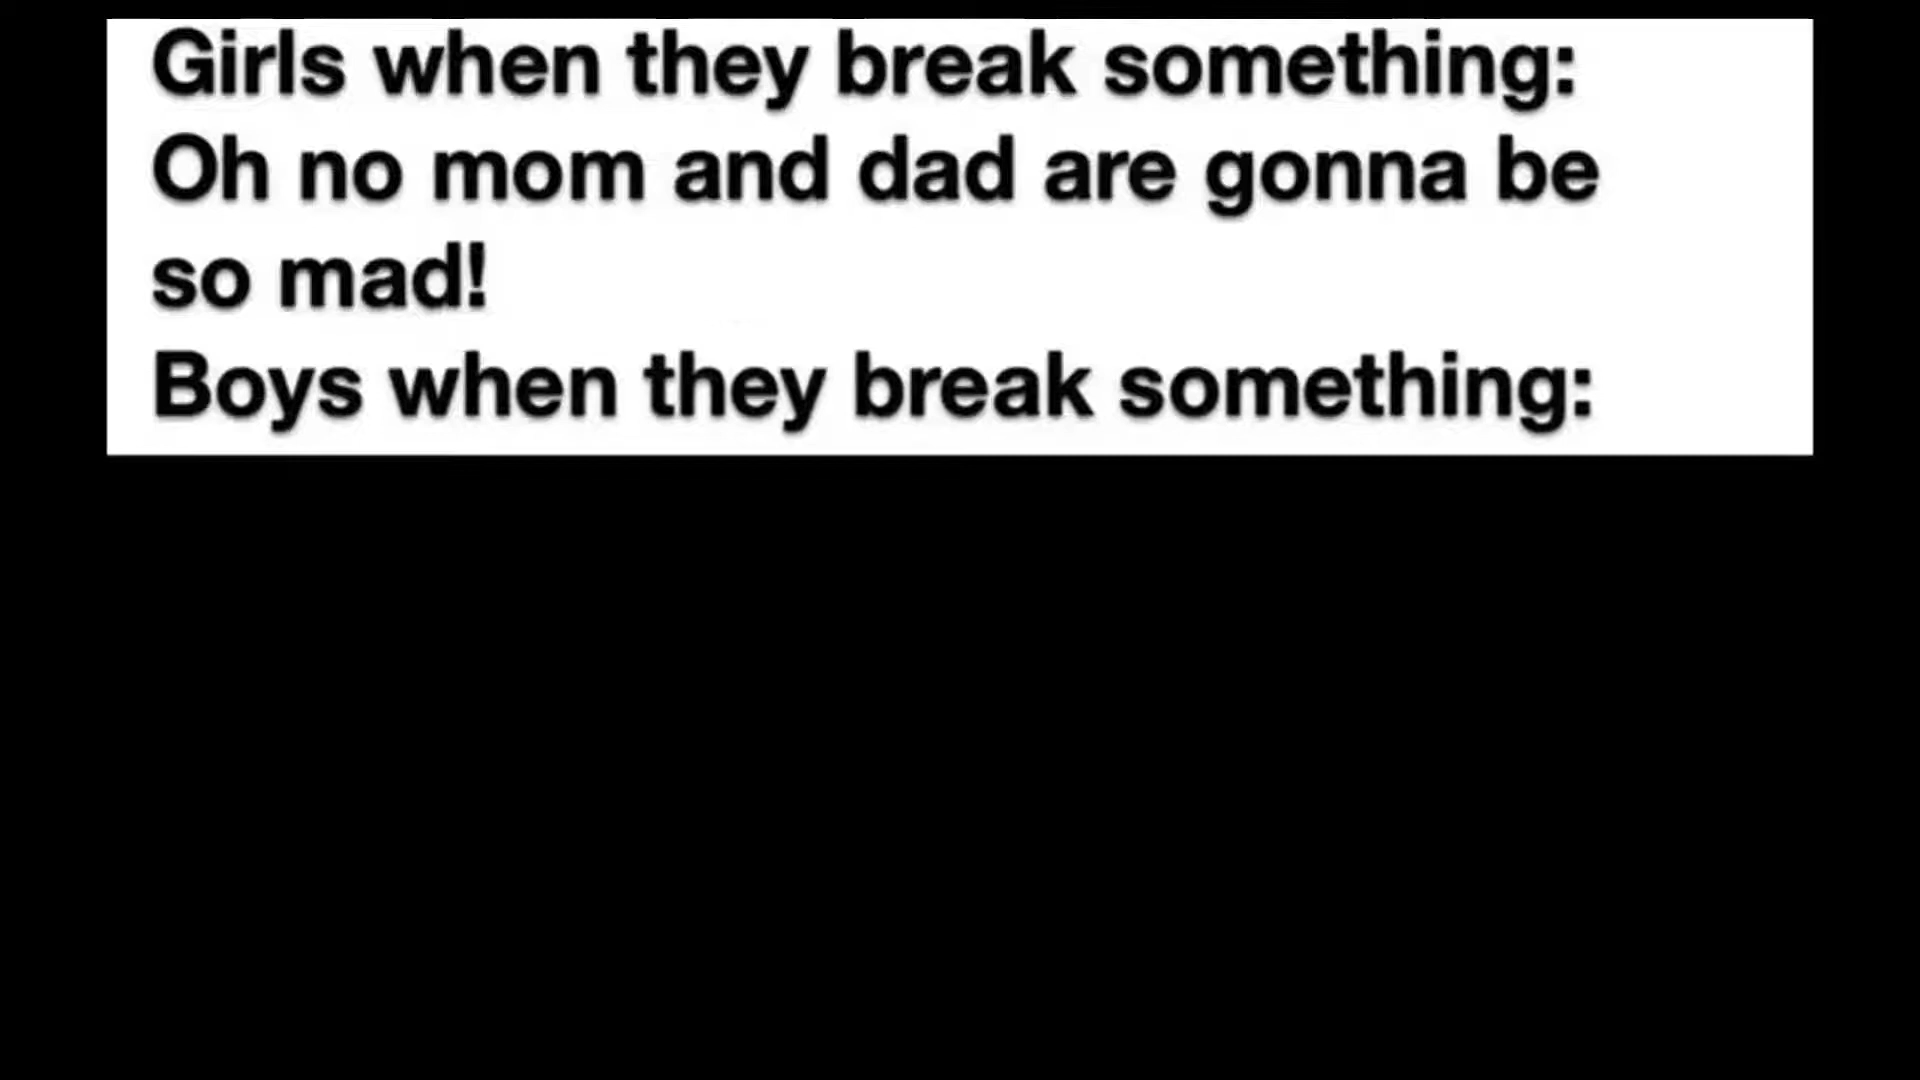 Girls when they break something:
Oh no mom and dad are gonna be
so mad!
Boys when they break something: